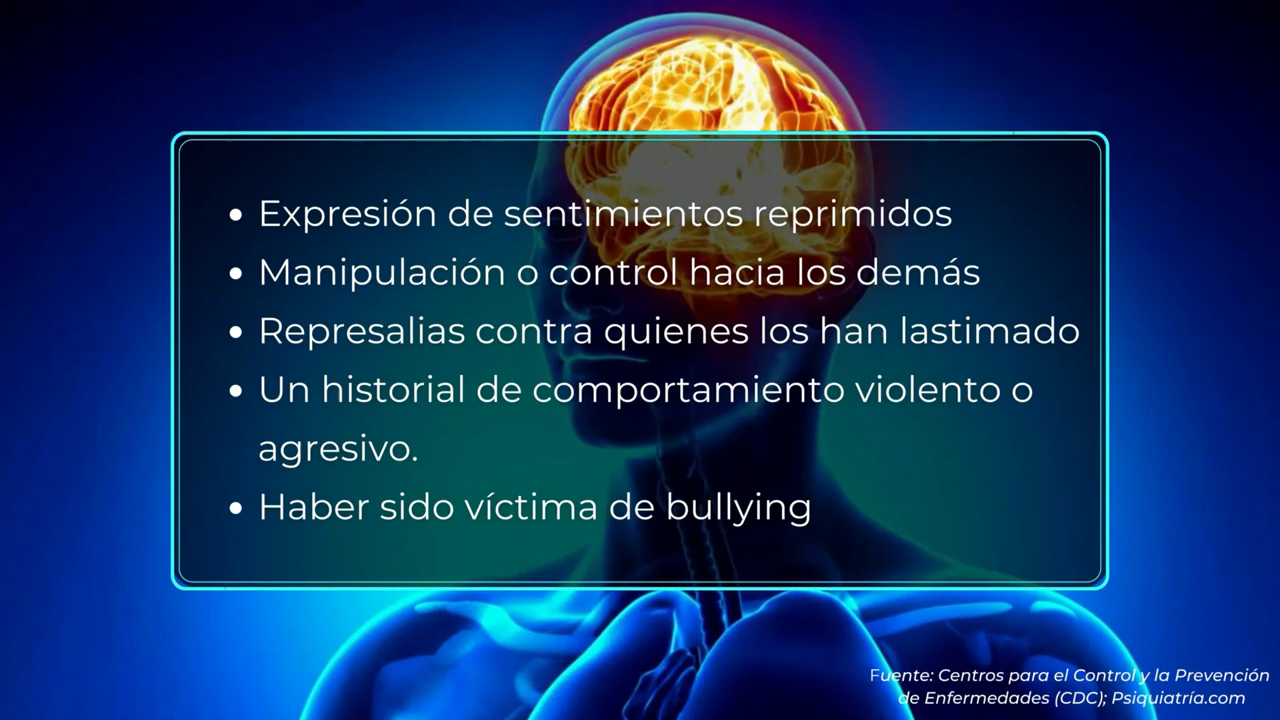 • Expresión de sentimientos reprimidos
• Manipulación o control hacia los demás
• Represalias contra quienes los han lastimado
• Un historial de comportamiento violento o
agresivo.
• Haber sido víctima de bullying
Fuente: Centros para el Control y la Prevención
de Enfermedades (CDC); Psiquiatría.com